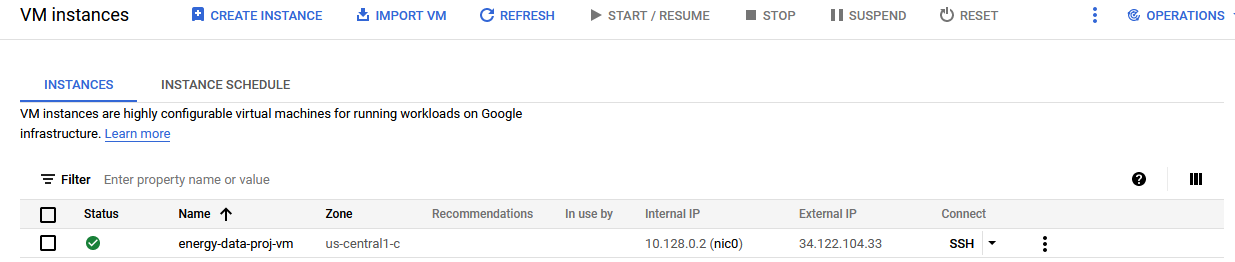 VM instances CREATE INSTANCE IMPORT VM REFRESH START / RESUME STOP SUSPEND RESET OPERATIONS
INSTANCES INSTANCE SCHEDULE
VM instances are highly configurable virtual machines for running workloads on Google
infrastructure. Learn more
Filter Enter property name or value
Status Name Zone Recommendations In use by Internal IP External IP Connect
energy-data-proj-vm us-central1-c 10.128.0.2 (nic0) 34.122.104.33 SSH